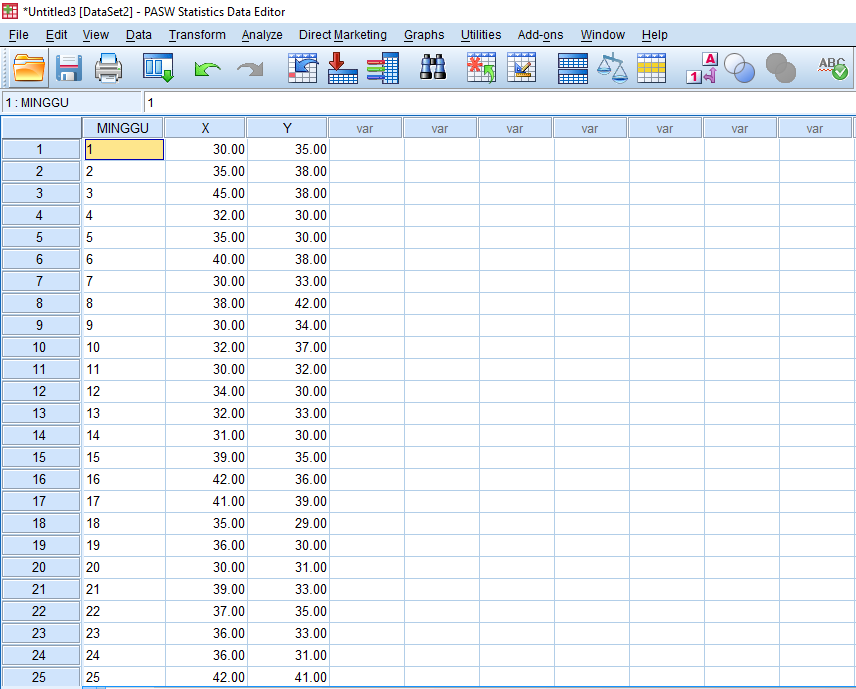 *Untitled3 [DataSet2] - PASW Statistics Data Editor
File Edit View Data Transform Analyze Direct Marketing Graphs Utilities Add-ons Window Help
1 A ABC
1 : MINGGU 1
MINGGU X Y var var var var var var var
1 1 30.00 35.00
2 2 35.00 38.00
3 3 45.00 38.00
4 4 32.00 30.00
5 5 35.00 30.00
6 6 40.00 38.00
7 7 30.00 33.00
8 8 38.00 42.00
9 9 30.00 34.00
10 10 32.00 37.00
11 11 30.00 32.00
12 12 34.00 30.00
13 13 32.00 33.00
14 14 31.00 30.00
15 15 39.00 35.00
16 16 42.00 36.00
17 17 41.00 39.00
18 18 35.00 29.00
19 19 36.00 30.00
20 20 30.00 31.00
21 21 39.00 33.00
22 22 37.00 35.00
23 23 36.00 33.00
24 24 36.00 31.00
25 25 42.00 41.00